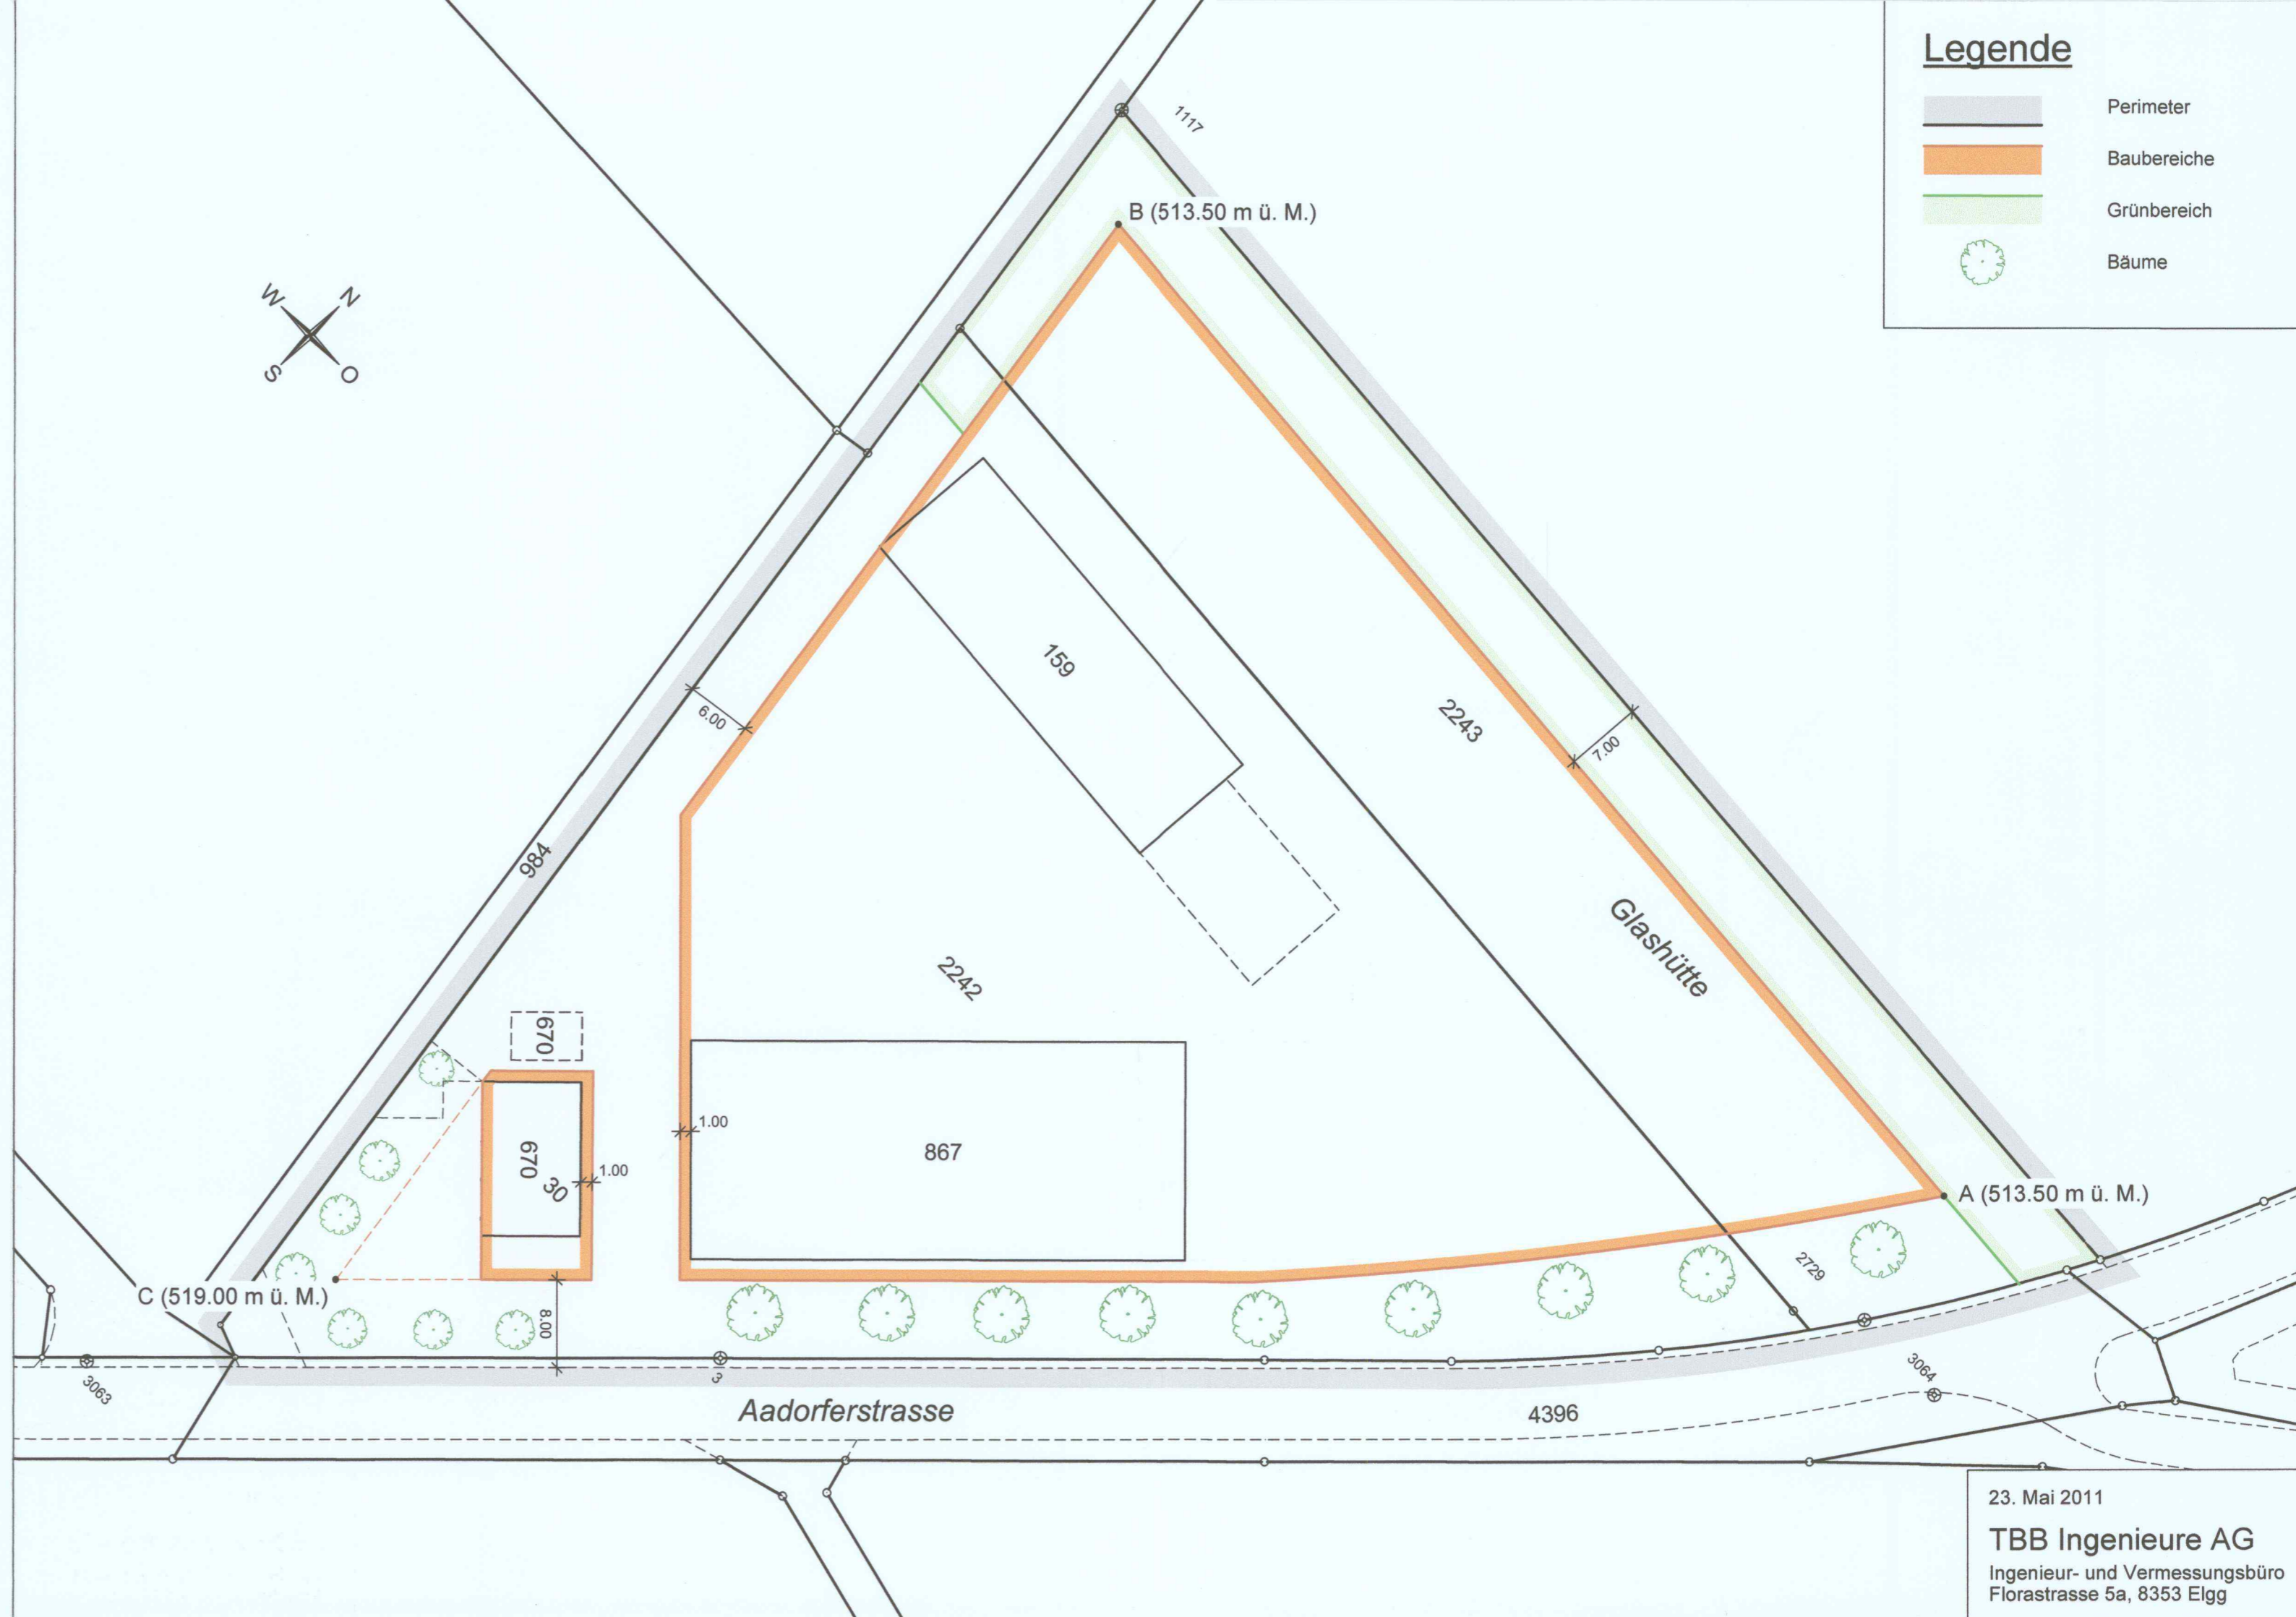 Legende
Perimeter
Baubereiche
Grünbereich
Bäume
1117
B (513.50 m ü. M.)
W
N
S
O
159
6.00
2243
7.00
984
Glashütte
2242
670
1.00
867
670
30
1.00
A (513.50 m ü. M.)
2729
C (519.00 m ü. M.)
8.00
3063
3
3064
Aadorferstrasse
4396
23. Mai 2011
TBB Ingenieure AG
Ingenieur- und Vermessungsbüro
Florastrasse 5a, 8353 Elgg